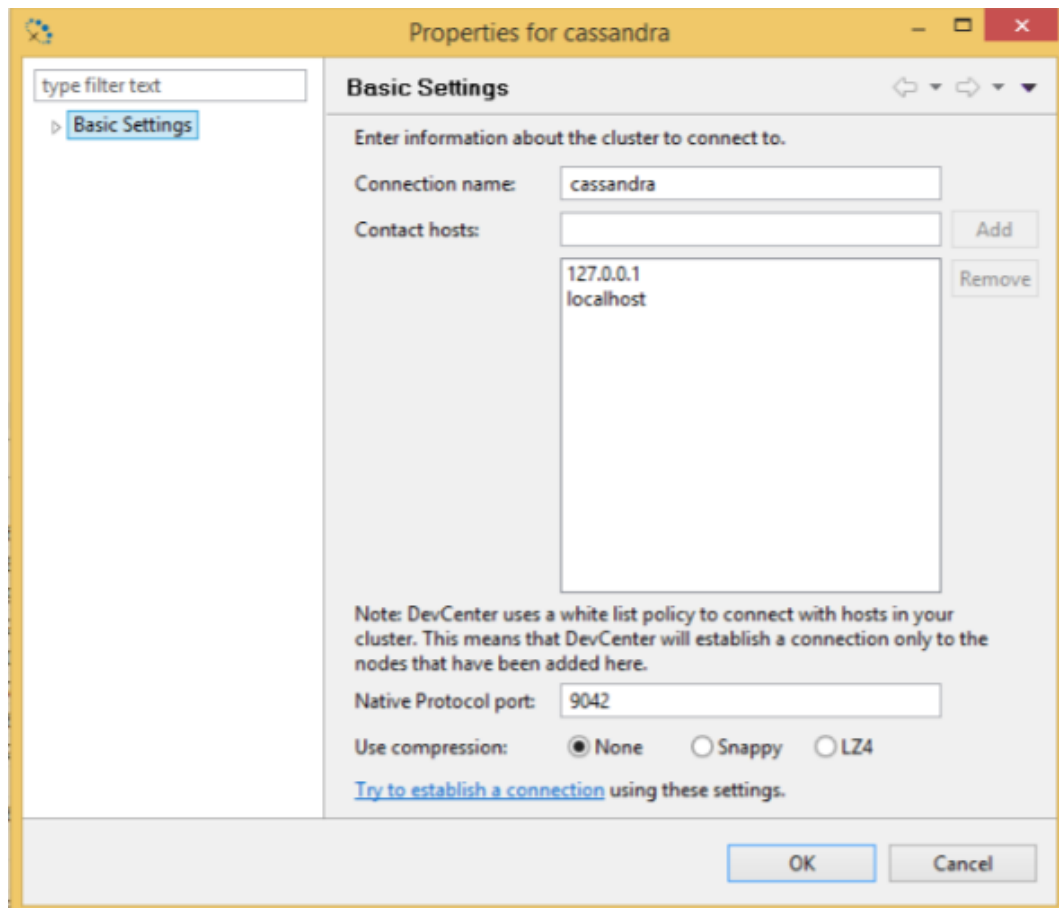 Properties for cassandra
type filter text
Basic Settings
Basic Settings
Enter information about the cluster to connect to.
Connection name: cassandra
Contact hosts: Add
127.0.0.1
localhost
Remove
Note: DevCenter uses a white list policy to connect with hosts in your
cluster. This means that DevCenter will establish a connection only to the
nodes that have been added here.
Native Protocol port: 9042
Use compression: None Snappy LZ4
Try to establish a connection using these settings.
OK Cancel